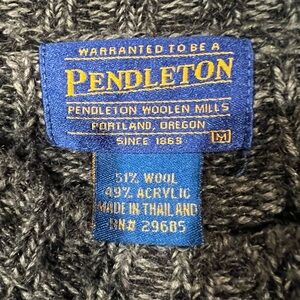 WARRANTED TO BE A
PENDLETON
PENDLETON WOOLEN MILLS
PORTLAND, OREGON
SINCE 1863
M
51% WOOL
49% ACRYLIC
MADE IN THAILAND
RN# 29685